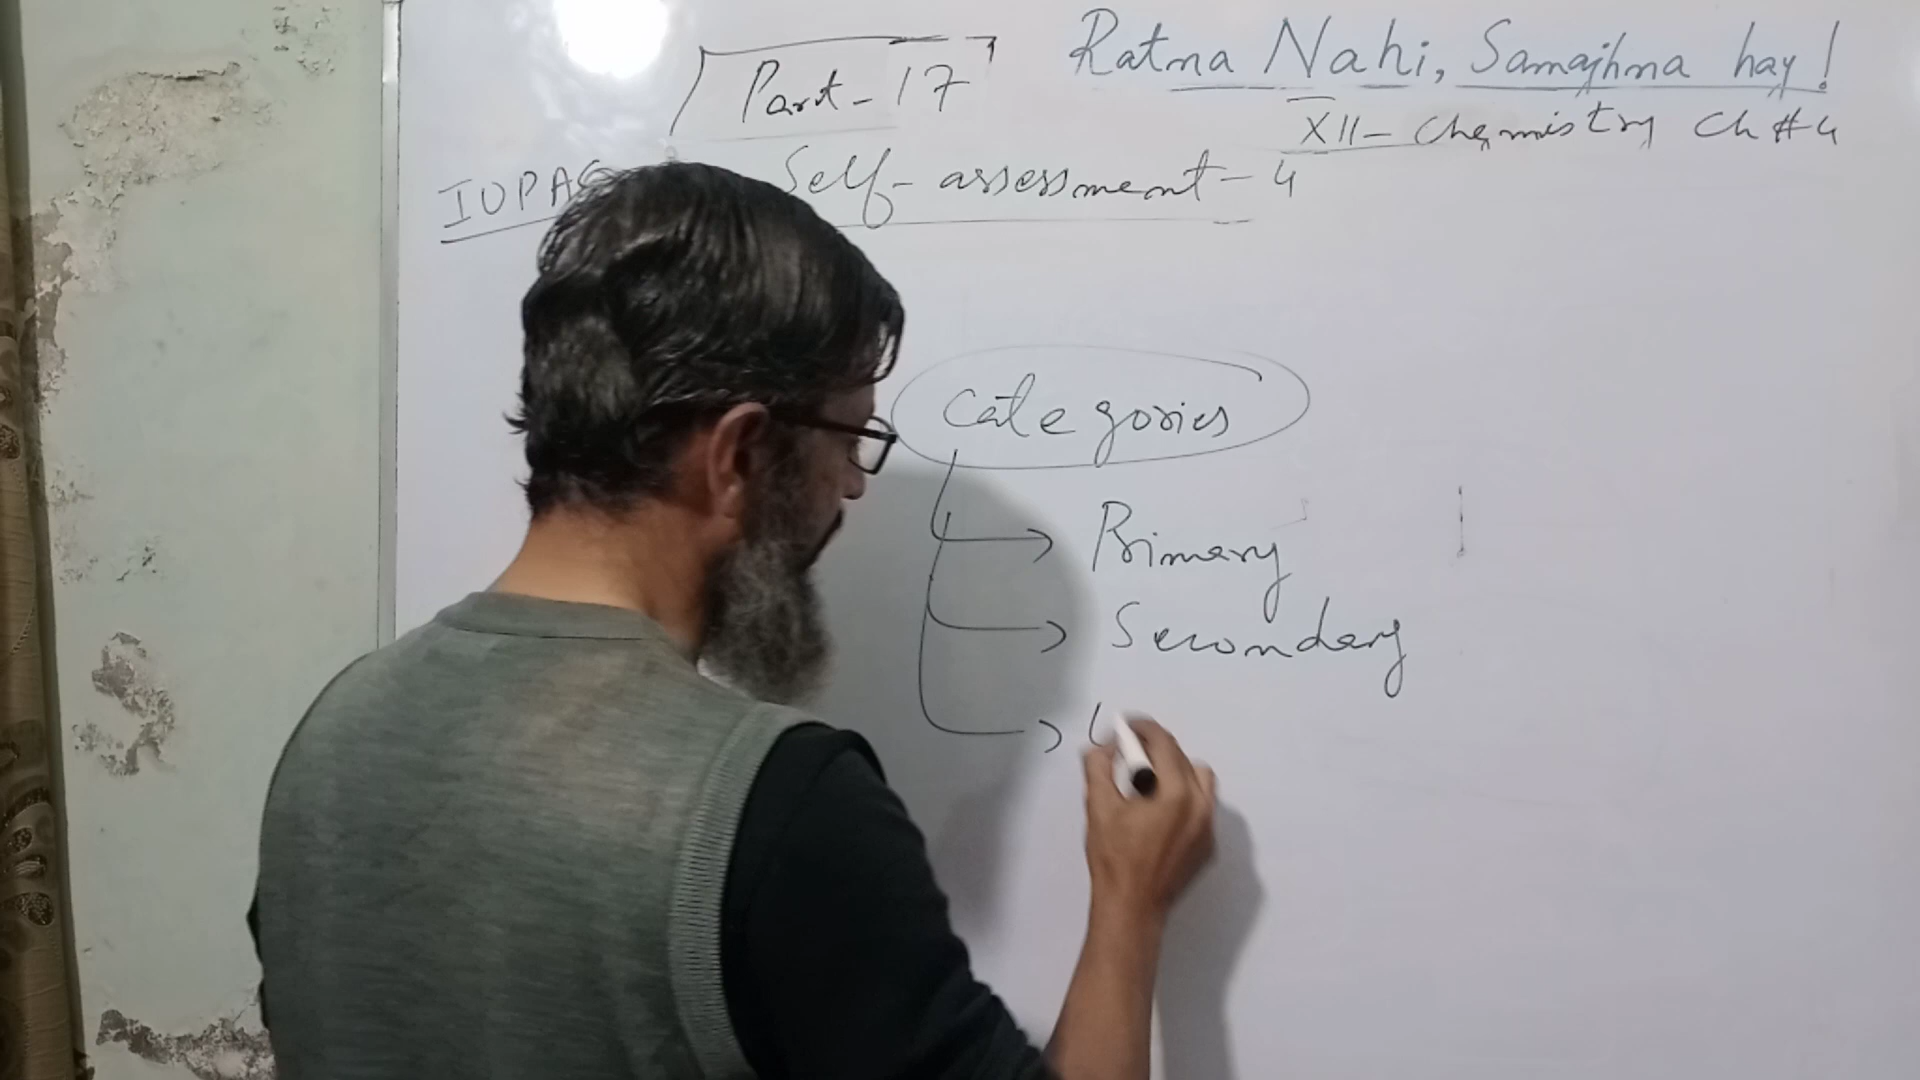 Part-17
Ratna Nahi, Samajhna hay!
XII- Chemistry Ch #4
IUPAC
Self-assessment-4
Categories
Primary
Secondary